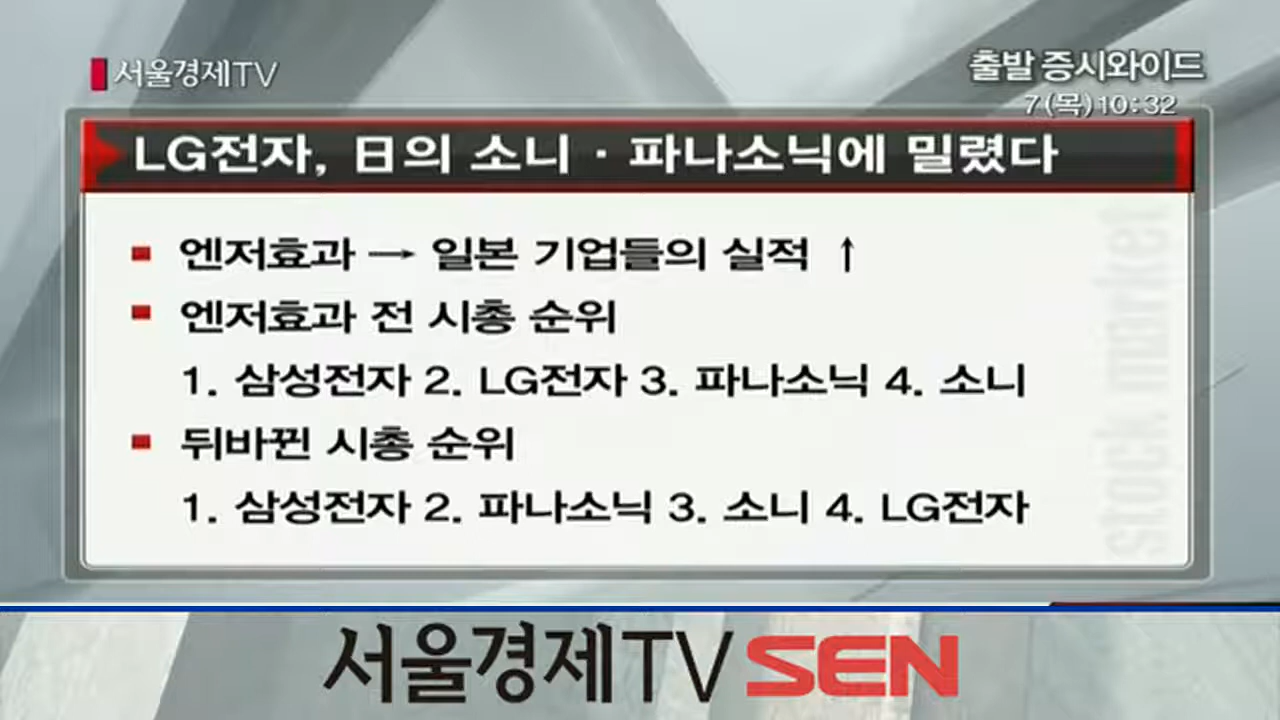 서울경제TV
출발 증시와이드
7(목)10:32
LG전자, 日의 소니 · 파나소닉에 밀렸다
엔저효과 → 일본 기업들의 실적 ↑
엔저효과 전 시총 순위
1. 삼성전자 2. LG전자 3. 파나소닉 4. 소니
뒤바뀐 시총 순위
1. 삼성전자 2. 파나소닉 3. 소니 4. LG전자
stock market
서울경제TV SEN